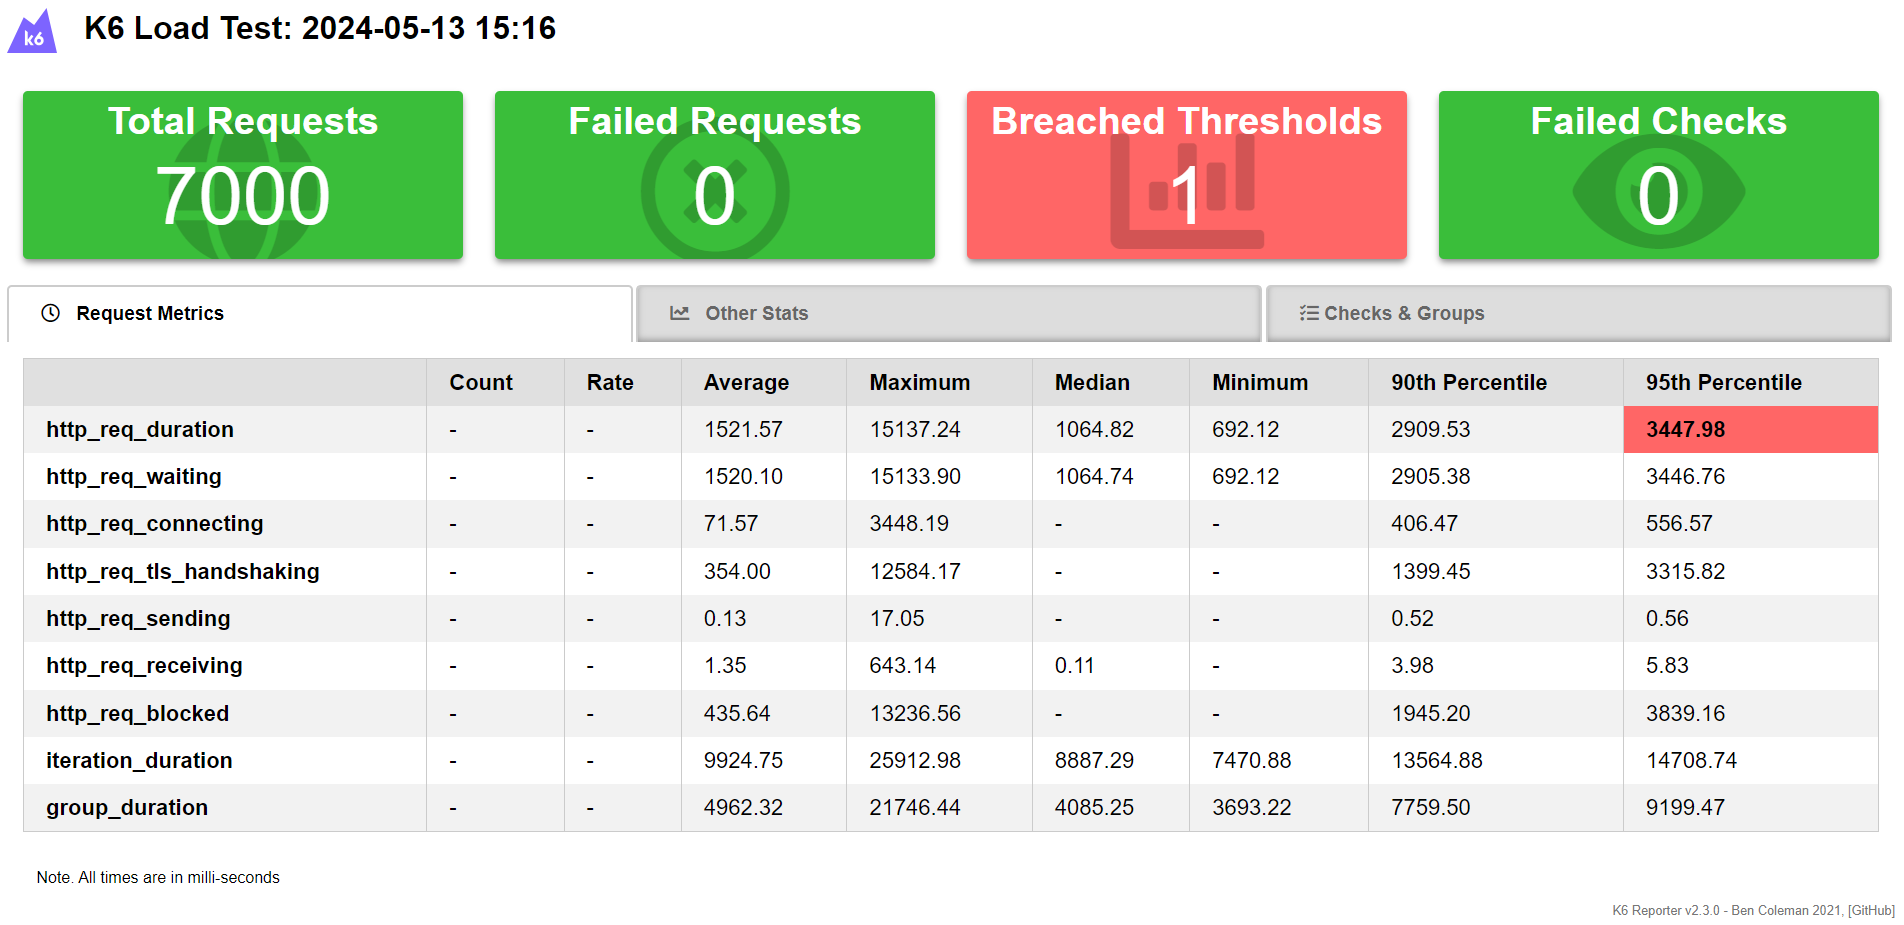 k6
K6 Load Test: 2024-05-13 15:16
Total Requests
7000
Failed Requests
0
Breached Thresholds
1
Failed Checks
0
Request Metrics
Other Stats
Checks & Groups
Count Rate Average Maximum Median Minimum 90th Percentile 95th Percentile
http_req_duration - - 1521.57 15137.24 1064.82 692.12 2909.53 3447.98
http_req_waiting - - 1520.10 15133.90 1064.74 692.12 2905.38 3446.76
http_req_connecting - - 71.57 3448.19 - - 406.47 556.57
http_req_tls_handshaking - - 354.00 12584.17 - - 1399.45 3315.82
http_req_sending - - 0.13 17.05 - - 0.52 0.56
http_req_receiving - - 1.35 643.14 0.11 - 3.98 5.83
http_req_blocked - - 435.64 13236.56 - - 1945.20 3839.16
iteration_duration - - 9924.75 25912.98 8887.29 7470.88 13564.88 14708.74
group_duration - - 4962.32 21746.44 4085.25 3693.22 7759.50 9199.47
Note. All times are in milli-seconds
K6 Reporter v2.3.0 - Ben Coleman 2021, [GitHub]